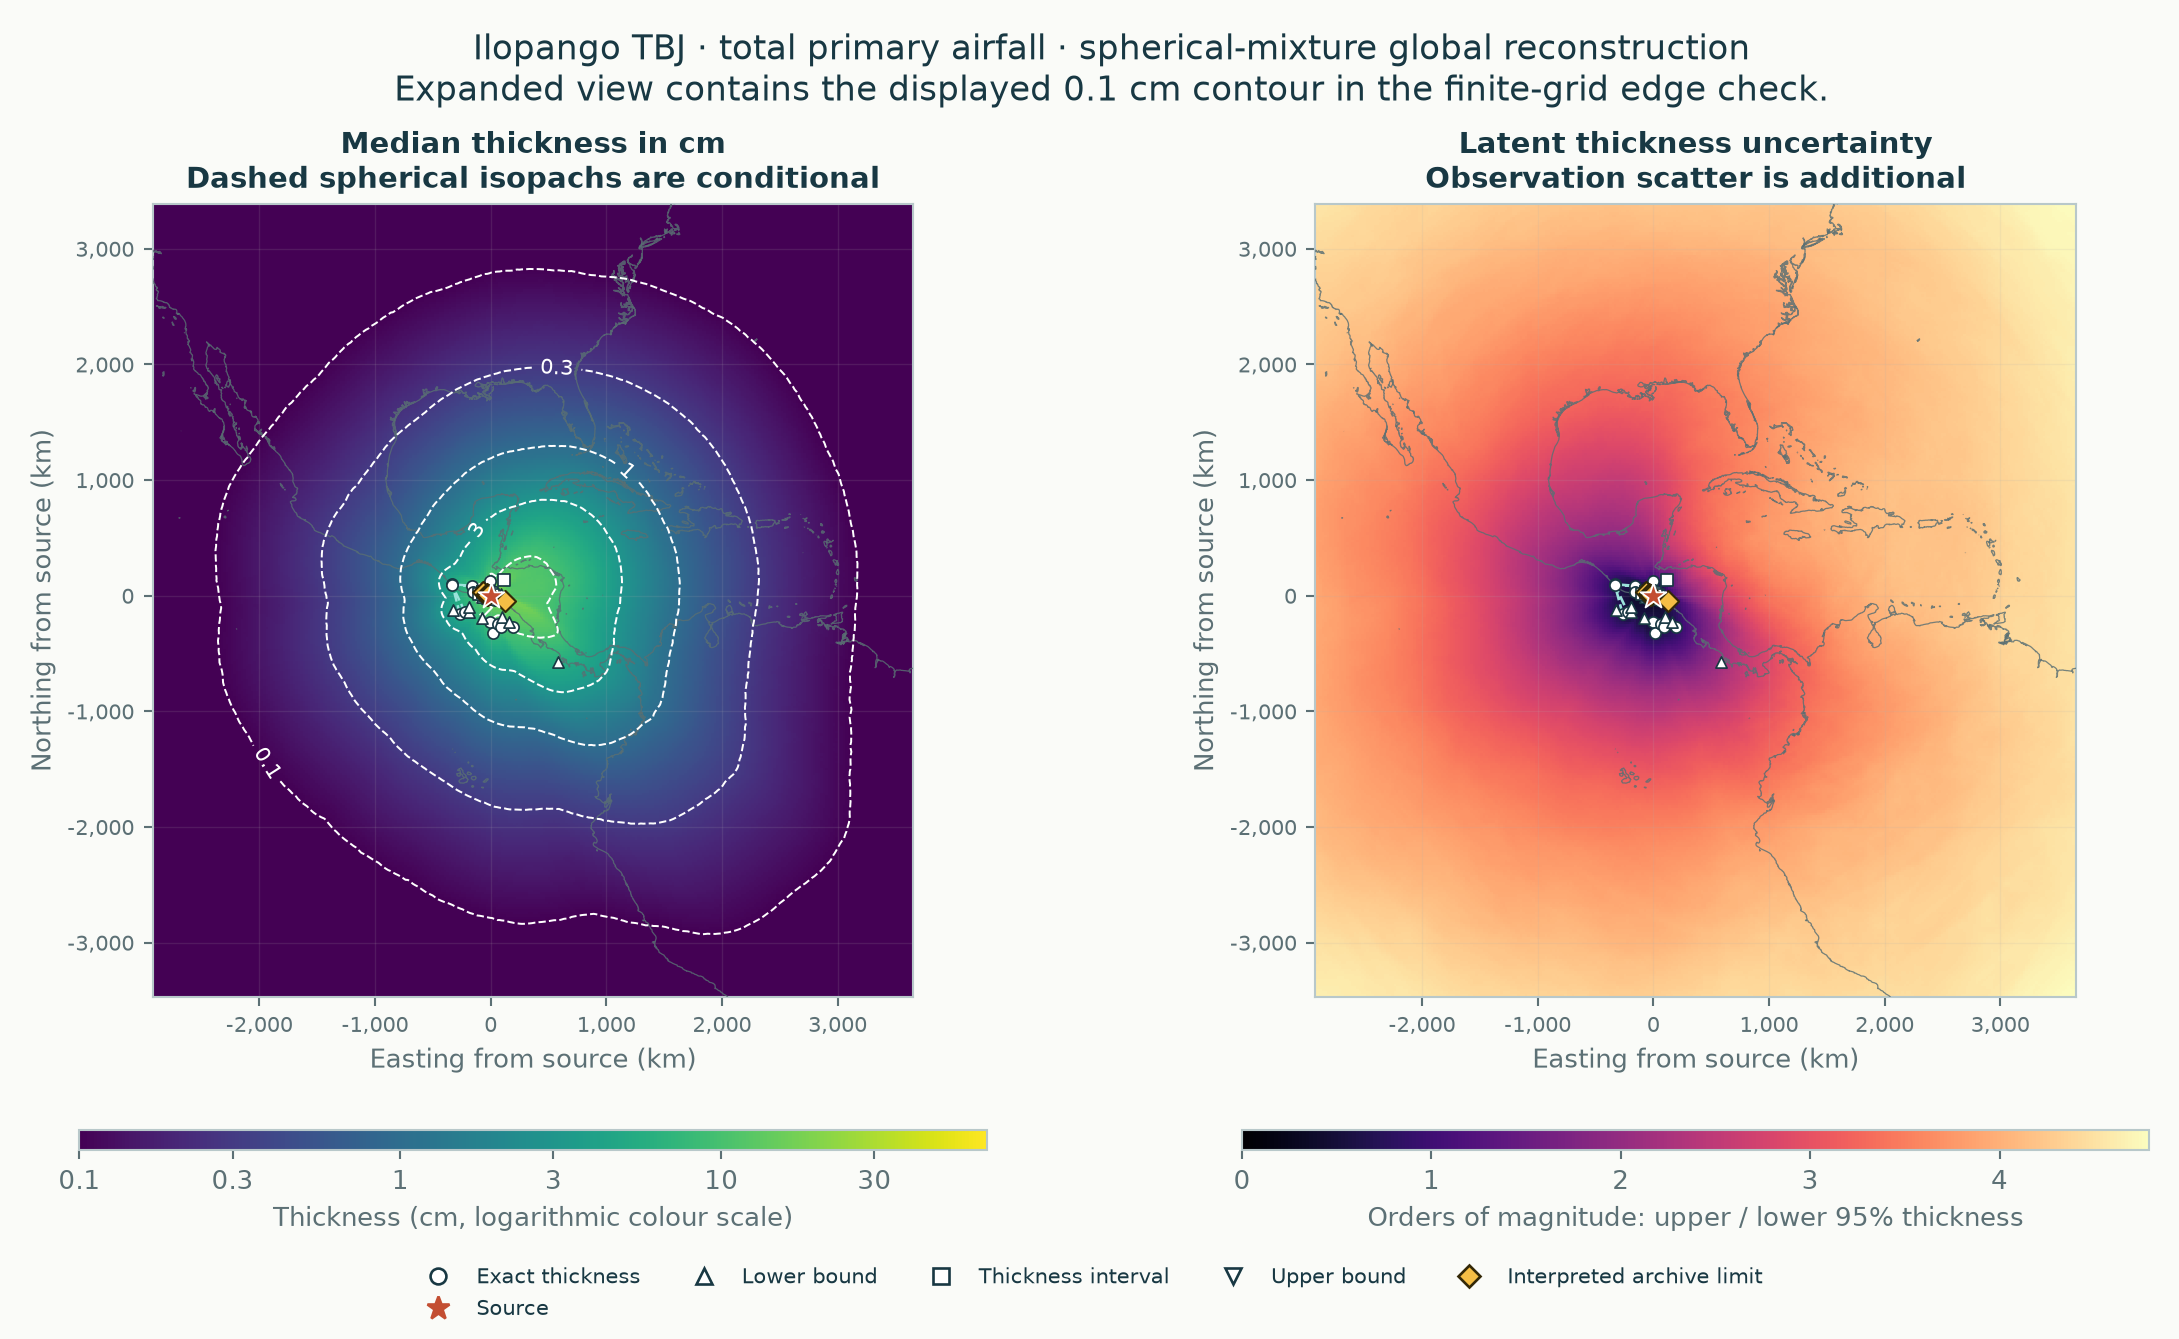 Ilopango TBJ · total primary airfall · spherical-mixture global reconstruction
Expanded view contains the displayed 0.1 cm contour in the finite-grid edge check.
Median thickness in cm
Dashed spherical isopachs are conditional
Northing from source (km)
3,000
2,000
1,000
0
-1,000
-2,000
-3,000
0.3
1
3
0.1
-2,000 -1,000 0 1,000 2,000 3,000
Easting from source (km)
0.1 0.3 1 3 10 30
Thickness (cm, logarithmic colour scale)
Latent thickness uncertainty
Observation scatter is additional
Northing from source (km)
3,000
2,000
1,000
0
-1,000
-2,000
-3,000
-2,000 -1,000 0 1,000 2,000 3,000
Easting from source (km)
0 1 2 3 4
Orders of magnitude: upper / lower 95% thickness
Exact thickness Lower bound Thickness interval Upper bound Interpreted archive limit
Source